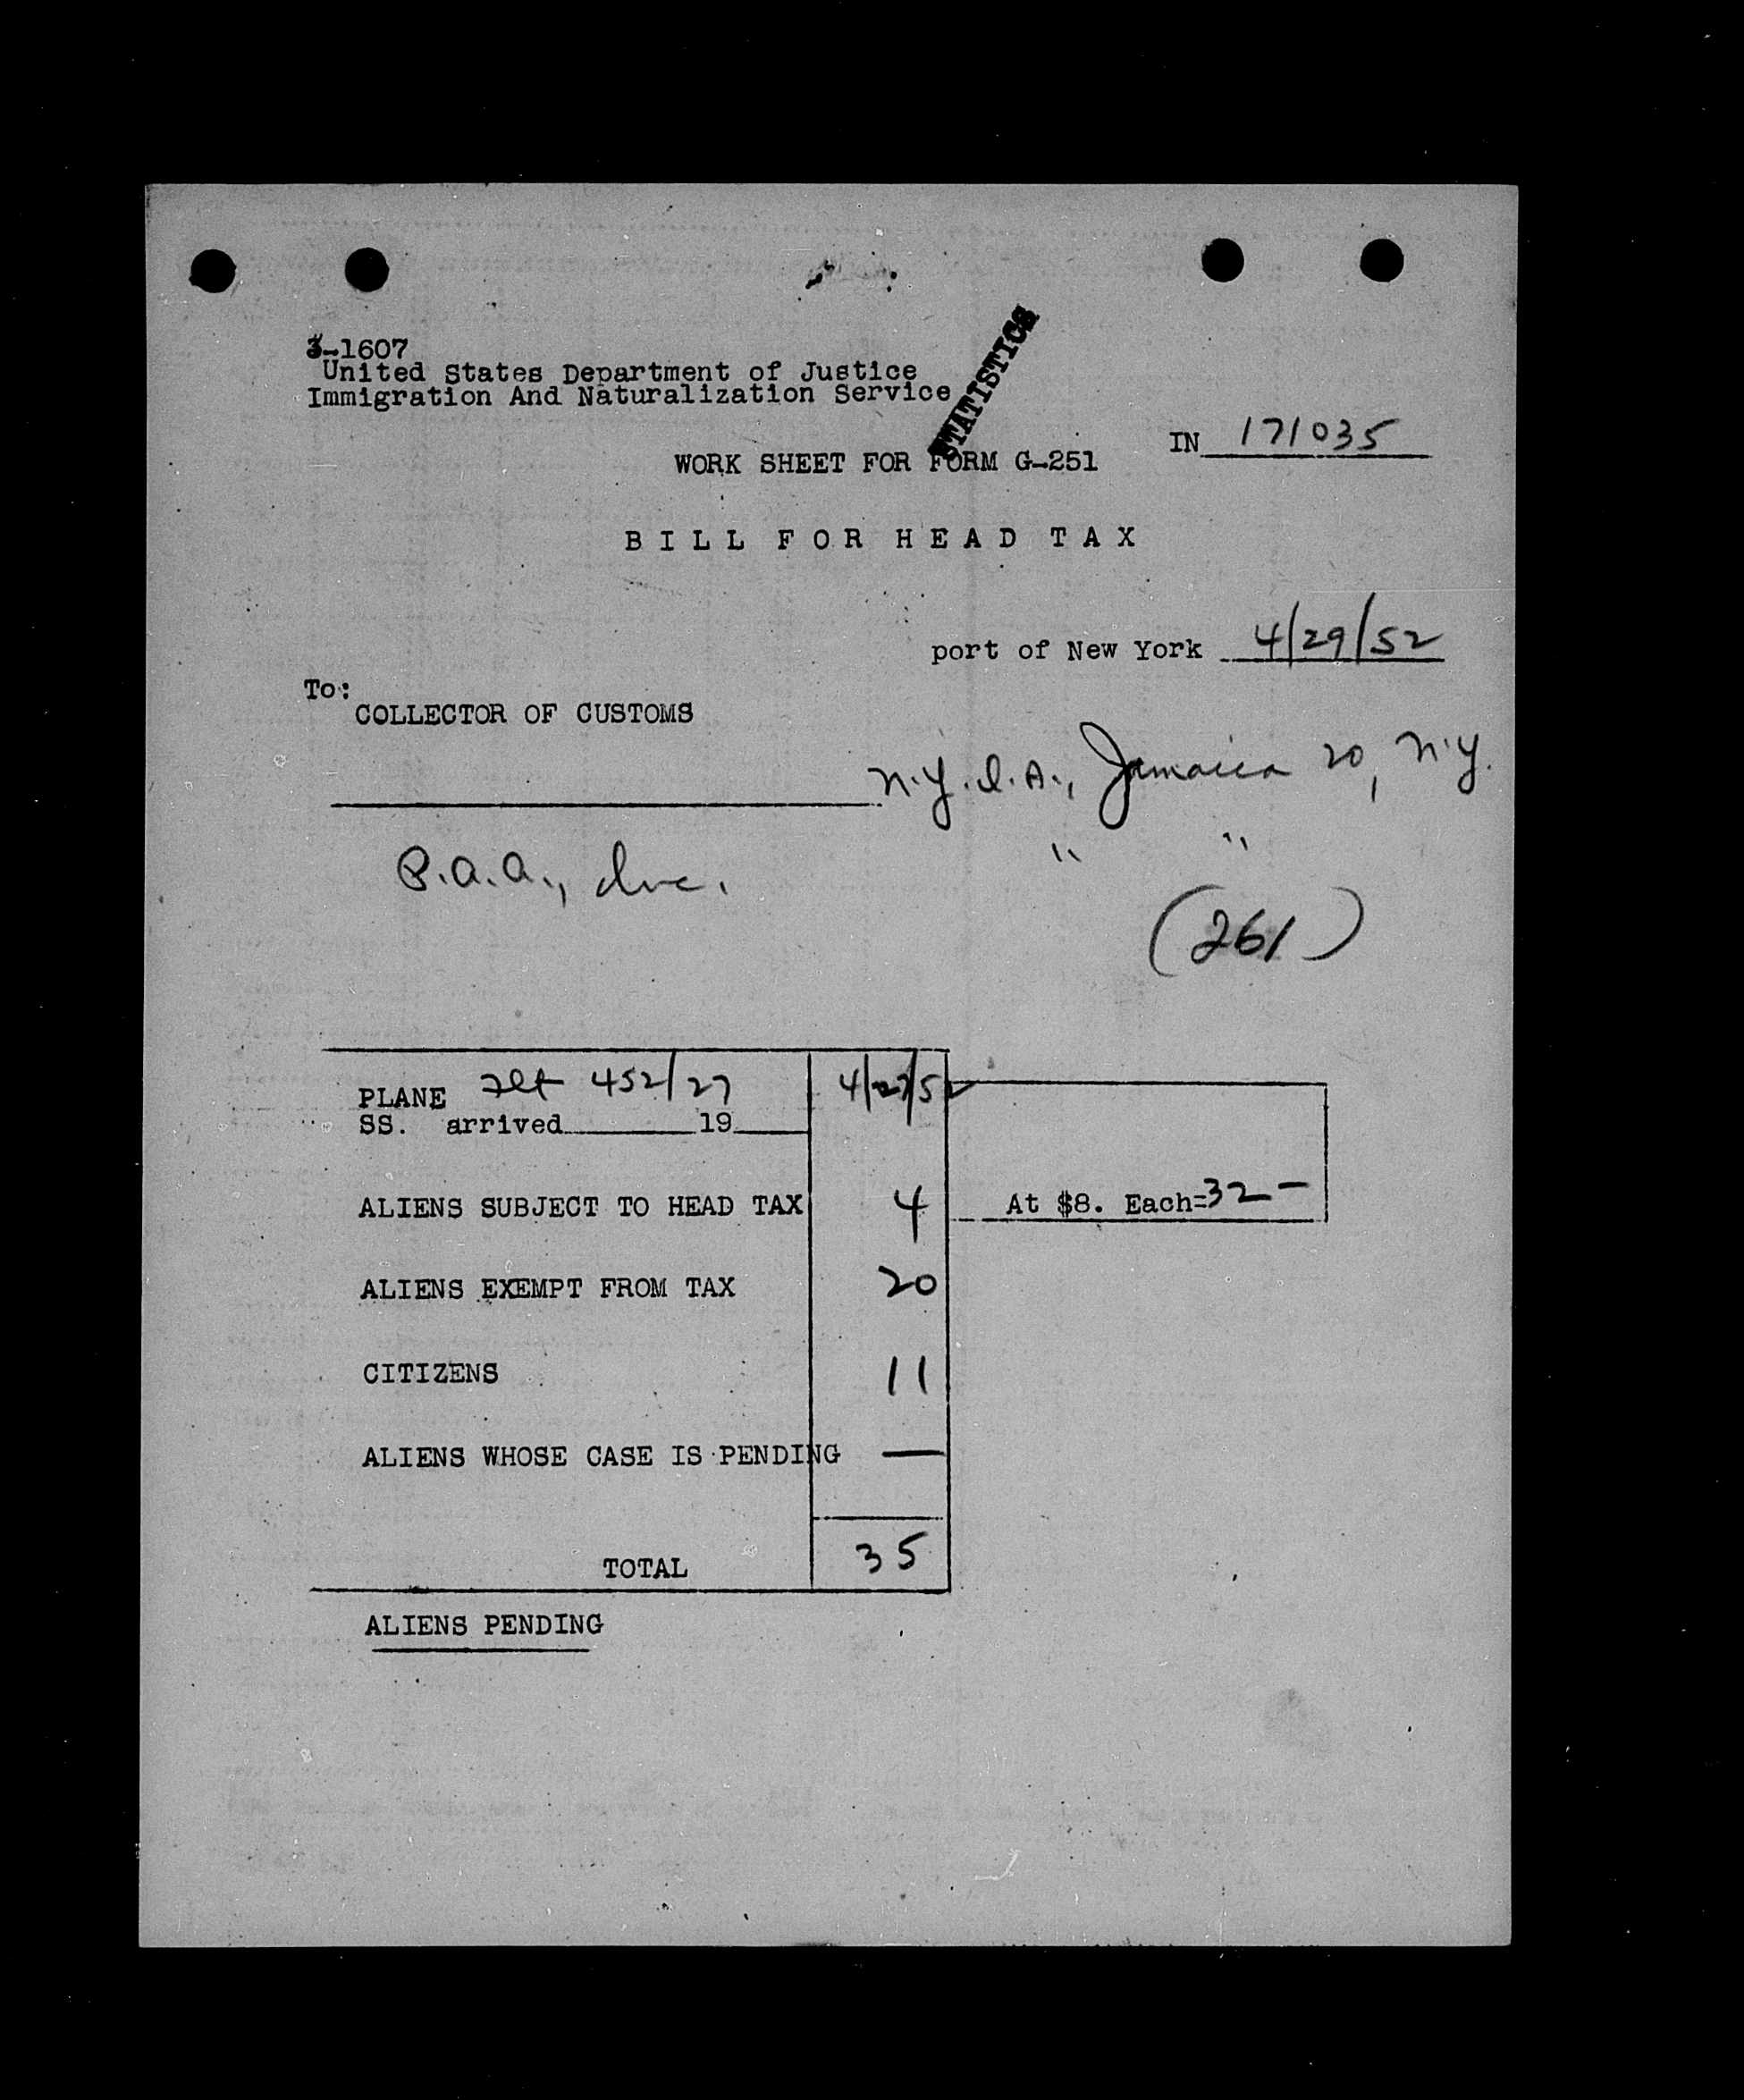 3-1607
United States Department of Justice
Immigration And Naturalization Service
STATISTICS
IN 171035
WORK SHEET FOR FORM G-251
BILL FOR HEAD TAX
port of New York 4/29/52
To:
COLLECTOR OF CUSTOMS
N.Y.I.A., Jamaica 20, N.Y.
P.A.A., Inc. " "
(261)
PLANE Flt 452/27 4/27/52
SS. arrived 19
ALIENS SUBJECT TO HEAD TAX 4 At $8. Each=32-
ALIENS EXEMPT FROM TAX 20
CITIZENS 11
ALIENS WHOSE CASE IS PENDING —
TOTAL 35
ALIENS PENDING